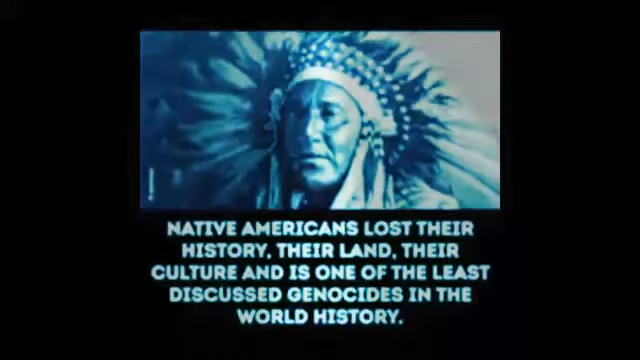 NATIVE AMERICANS LOST THEIR
HISTORY, THEIR LAND, THEIR
CULTURE AND IS ONE OF THE LEAST
DISCUSSED GENOCIDES IN THE
WORLD HISTORY.